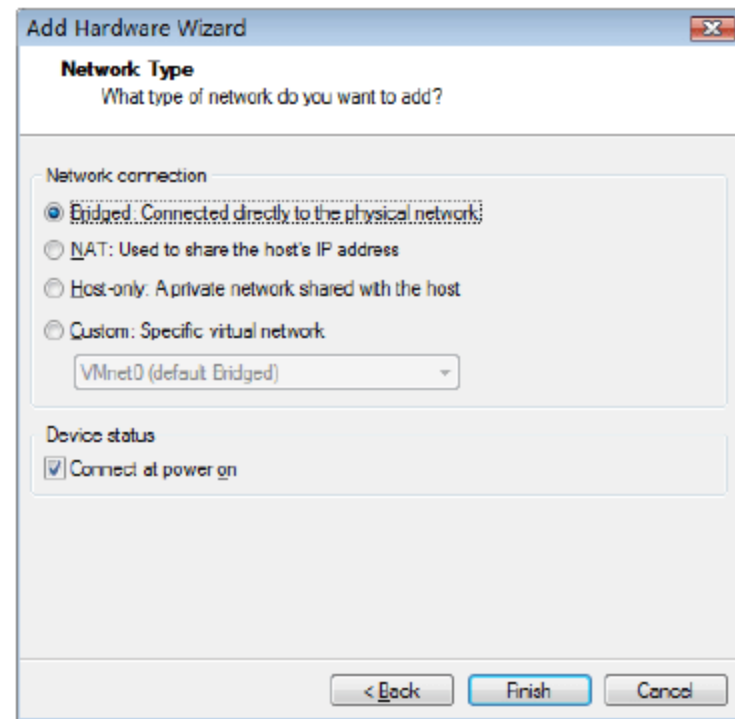 Add Hardware Wizard
Network Type
What type of network do you want to add?
Network connection
Bridged: Connected directly to the physical network
NAT: Used to share the host's IP address
Host-only: A private network shared with the host
Custom: Specific virtual network
VMnet0 (default Bridged)
Device status
Connect at power on
< Back Finish Cancel